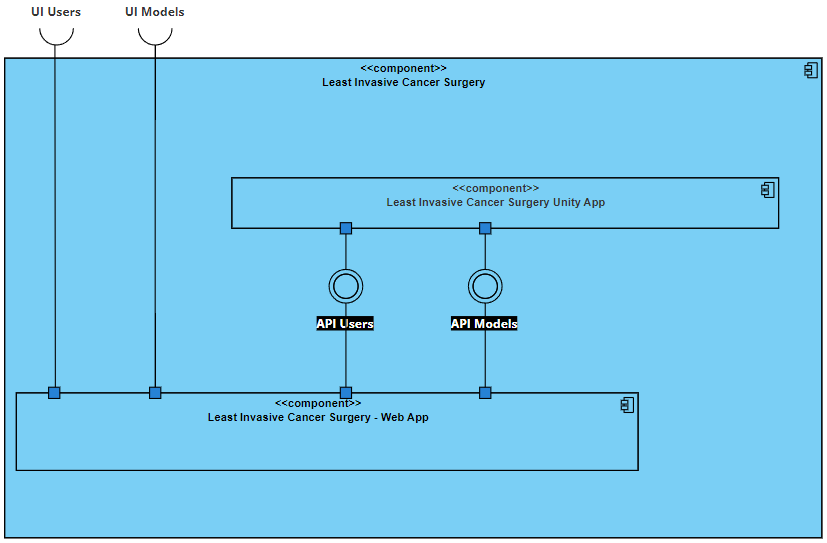 UI Users
UI Models
<<component>>
Least Invasive Cancer Surgery
<<component>>
Least Invasive Cancer Surgery Unity App
API Users
API Models
<<component>>
Least Invasive Cancer Surgery - Web App